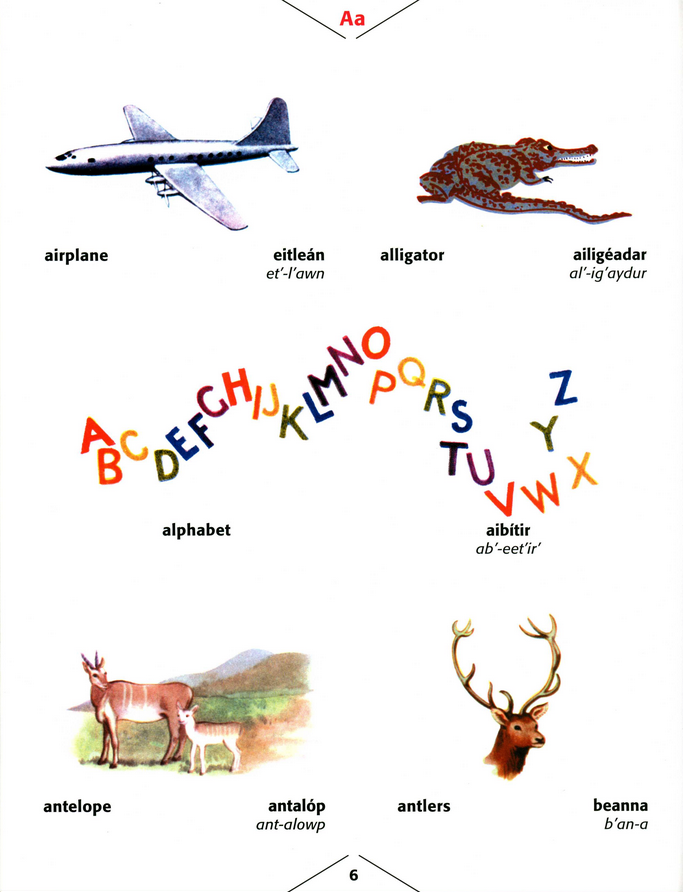 Aa
airplane eitleán
et'-l'awn
alligator ailigéadar
al'-ig'aydur
A B C D E F G H I J K L M N O P Q R S T U V W X Y Z
alphabet aibítir
ab'-eet'ir'
antelope antalóp
ant-alowp
antlers beanna
b'an-a
6